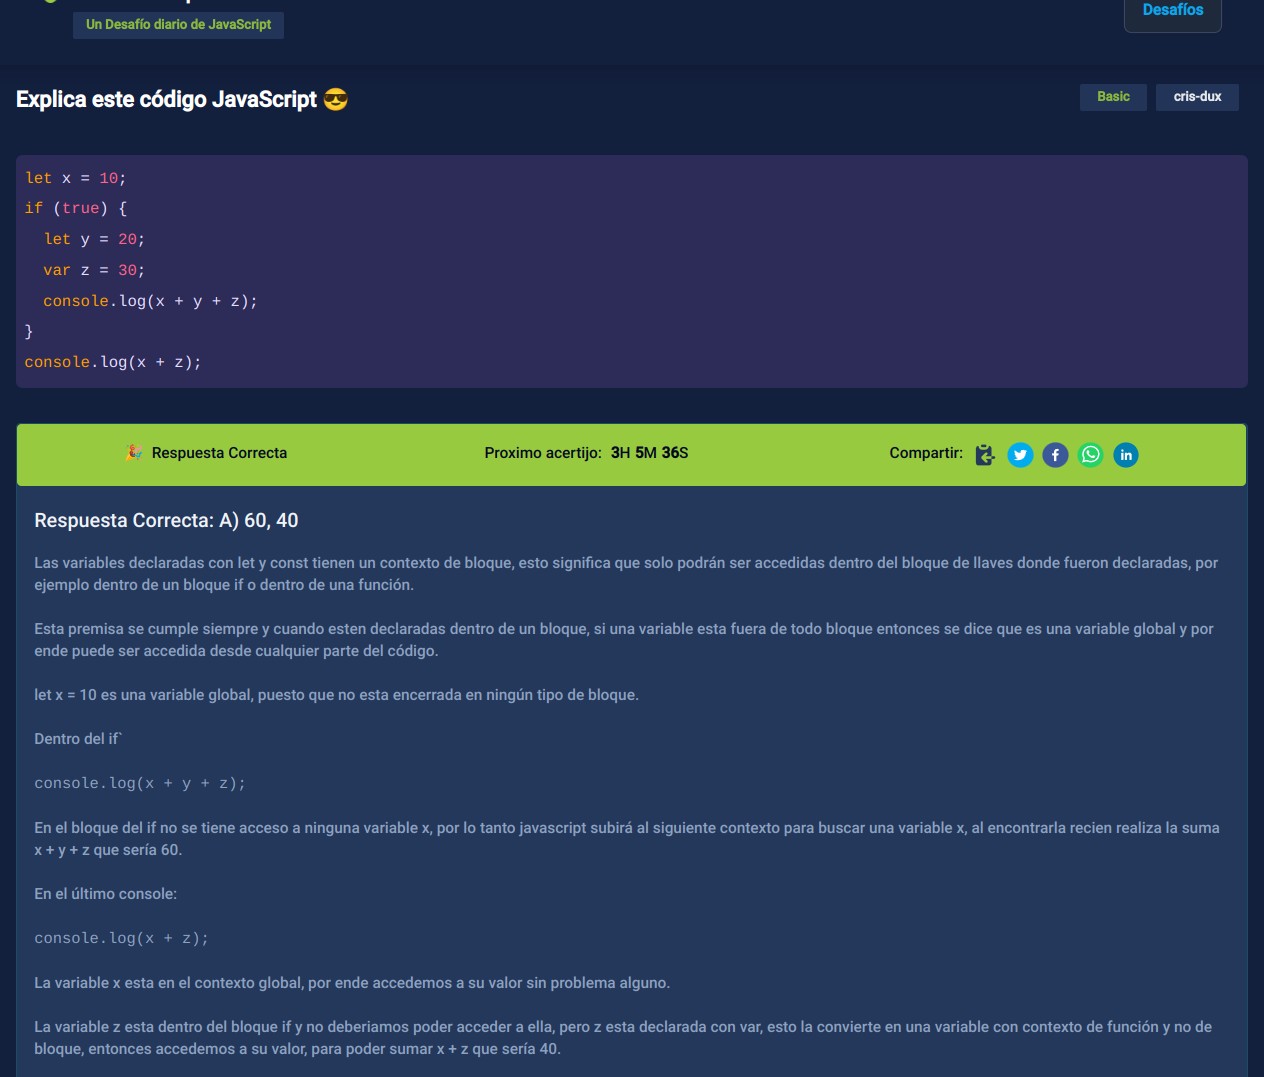 Un Desafío diario de JavaScript
Desafíos
Explica este código JavaScript 😎
Basic
cris-dux
let x = 10;
if (true) {
  let y = 20;
  var z = 30;
  console.log(x + y + z);
}
console.log(x + z);
🎉 Respuesta Correcta
Proximo acertijo: 3H 5M 36S
Compartir:
Respuesta Correcta: A) 60, 40
Las variables declaradas con let y const tienen un contexto de bloque, esto significa que solo podrán ser accedidas dentro del bloque de llaves donde fueron declaradas, por
ejemplo dentro de un bloque if o dentro de una función.
Esta premisa se cumple siempre y cuando esten declaradas dentro de un bloque, si una variable esta fuera de todo bloque entonces se dice que es una variable global y por
ende puede ser accedida desde cualquier parte del código.
let x = 10 es una variable global, puesto que no esta encerrada en ningún tipo de bloque.
Dentro del if`
console.log(x + y + z);
En el bloque del if no se tiene acceso a ninguna variable x, por lo tanto javascript subirá al siguiente contexto para buscar una variable x, al encontrarla recien realiza la suma
x + y + z que sería 60.
En el último console:
console.log(x + z);
La variable x esta en el contexto global, por ende accedemos a su valor sin problema alguno.
La variable z esta dentro del bloque if y no deberiamos poder acceder a ella, pero z esta declarada con var, esto la convierte en una variable con contexto de función y no de
bloque, entonces accedemos a su valor, para poder sumar x + z que sería 40.